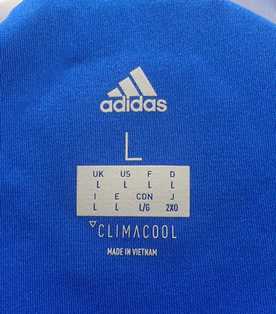 adidas
L
UK US F D
L L L L
I E CDN J
L L L/G 2XO
CLIMACOOL
MADE IN VIETNAM